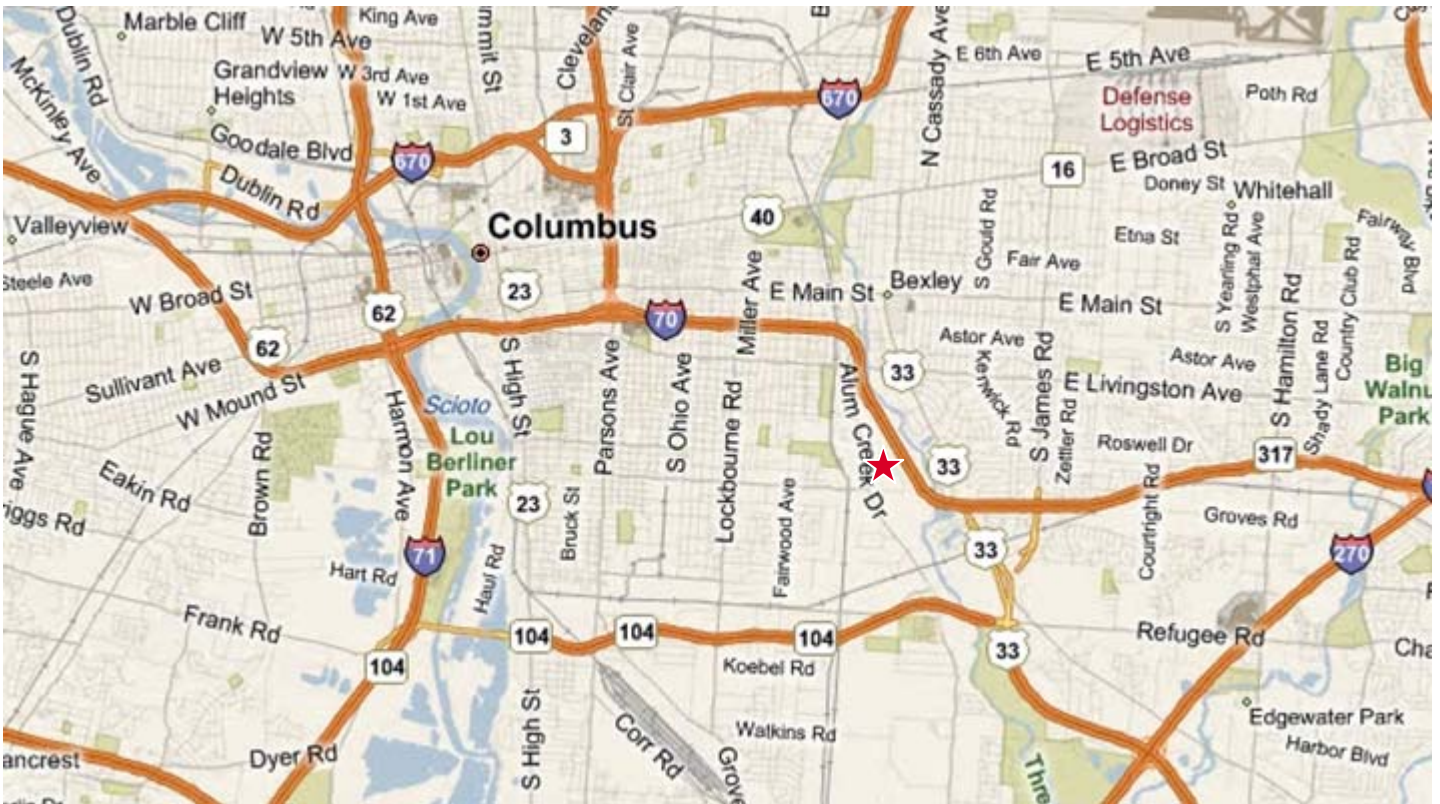 Marble Cliff
King Ave
W 5th Ave
Dublin Rd
McKinley Ave
Grandview
Heights
W 3rd Ave
W 1st Ave
Goodale Blvd
670
Dublin Rd
3
St Clair Ave
670
N Cassady Ave
E 6th Ave
E 5th Ave
Defense
Logistics
Poth Rd
16
E Broad St
Doney St
Whitehall
Valleyview
Columbus
40
S Gould Rd
Etna St
Fair Ave
S Yearling Rd
Westphal Ave
Fairway Blvd
Steele Ave
W Broad St
62
23
62
70
Miller Ave
E Main St
Bexley
E Main St
S Hamilton Rd
Country Club Rd
Shady Lane Rd
S Hague Ave
Sullivant Ave
W Mound St
Harmon Ave
Scioto
S High St
Parsons Ave
S Ohio Ave
Lockbourne Rd
Alum Creek Dr
33
Astor Ave
Kenwick Rd
S James Rd
Zettler Rd
E Livingston Ave
Astor Ave
Big
Park
Lou
Berliner
Park
Eakin Rd
Brown Rd
23
Bruck St
Fairwood Ave
33
Roswell Dr
317
Courtright Rd
Groves Rd
33
270
71
Hart Rd
Haul Rd
Frank Rd
104
104
104
104
Koebel Rd
33
Refugee Rd
S High St
Corr Rd
Watkins Rd
Edgewater Park
Harbor Blvd
Dyer Rd